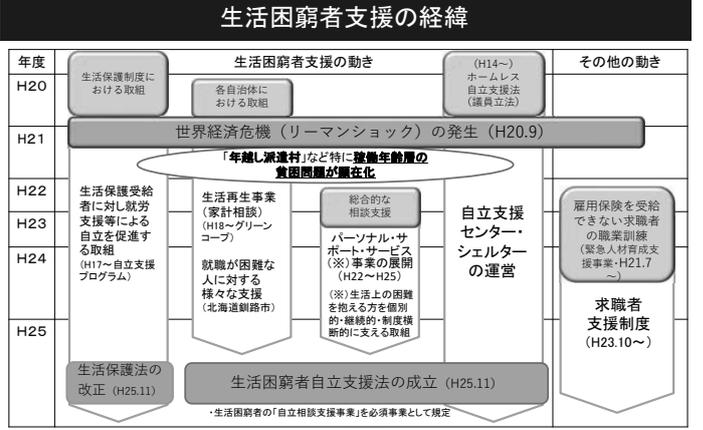 生活困窮者支援の経緯
年度
生活困窮者支援の動き
その他の動き
H20
H21
H22
H23
H24
H25
生活保護制度に
おける取組
各自治体に
おける取組
(H14~)
ホームレス
自立支援法
(議員立法)
世界経済危機(リーマンショック)の発生(H20.9)
「年越し派遣村」など特に稼働年齢層の
貧困問題が顕在化
生活保護受給
者に対し就労
支援等による
自立を促進す
る取組
(H17~自立支援
プログラム)
生活再生事業
(家計相談)
(H18~グリーン
コープ)
就職が困難な
人に対する
様々な支援
(北海道釧路市)
総合的な
相談支援
パーソナル・サ
ポート・サービス
(※)事業の展開
(H22~H25)
(※)生活上の困難
を抱える方を個別
的・継続的・制度横
断的に支える取組
自立支援
センター・
シェルター
の運営
雇用保険を受給
できない求職者
の職業訓練
(緊急人材育成支
援事業・H21.7
~)
求職者
支援制度
(H23.10~)
生活保護法の
改正 (H25.11)
生活困窮者自立支援法の成立(H25.11)
・生活困窮者の「自立相談支援事業」を必須事業として規定